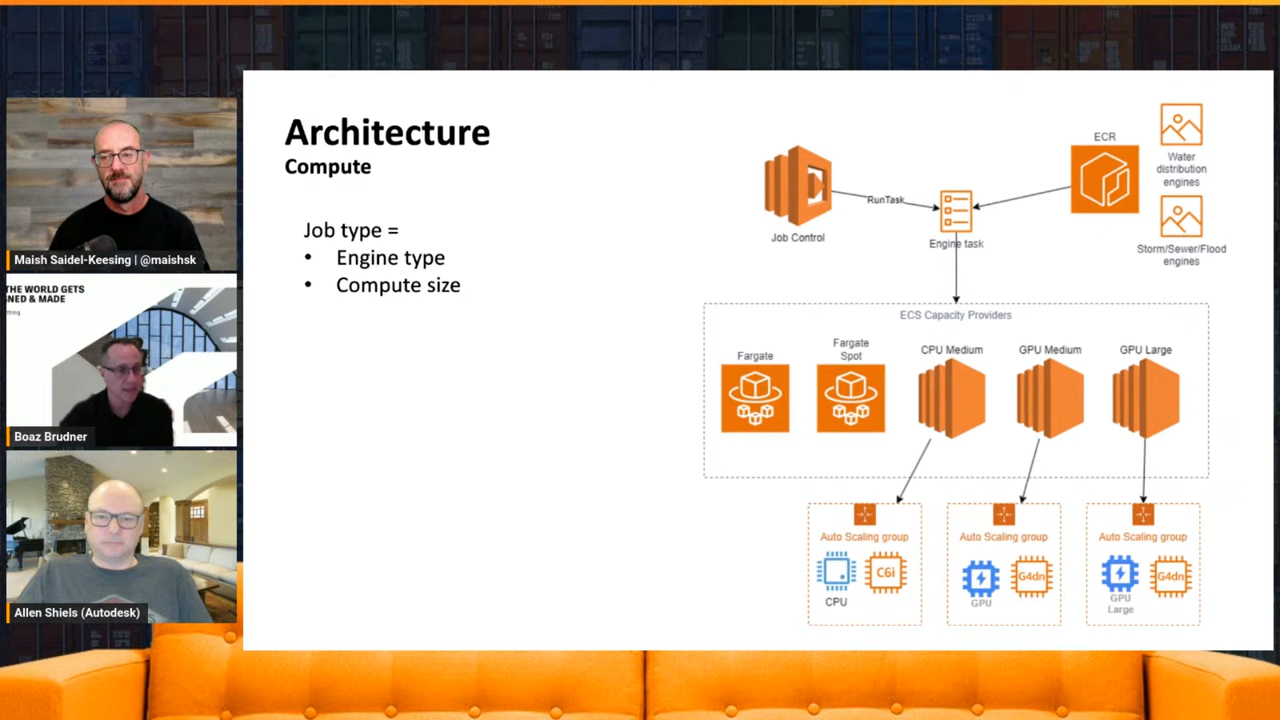 Architecture
Compute
Job type =
• Engine type
• Compute size
Job Control
RunTask
Engine task
ECR
Water
distribution
engines
Storm/Sewer/Flood
engines
ECS Capacity Providers
Fargate
Fargate
Spot
CPU Medium
GPU Medium
GPU Large
Auto Scaling group
C6i
CPU
Auto Scaling group
G4dn
GPU
Auto Scaling group
G4dn
GPU
Large
Maish Saidel-Keesing | @maishsk
THE WORLD GETS
NED & MADE
Boaz Brudner
Allen Shiels (Autodesk)